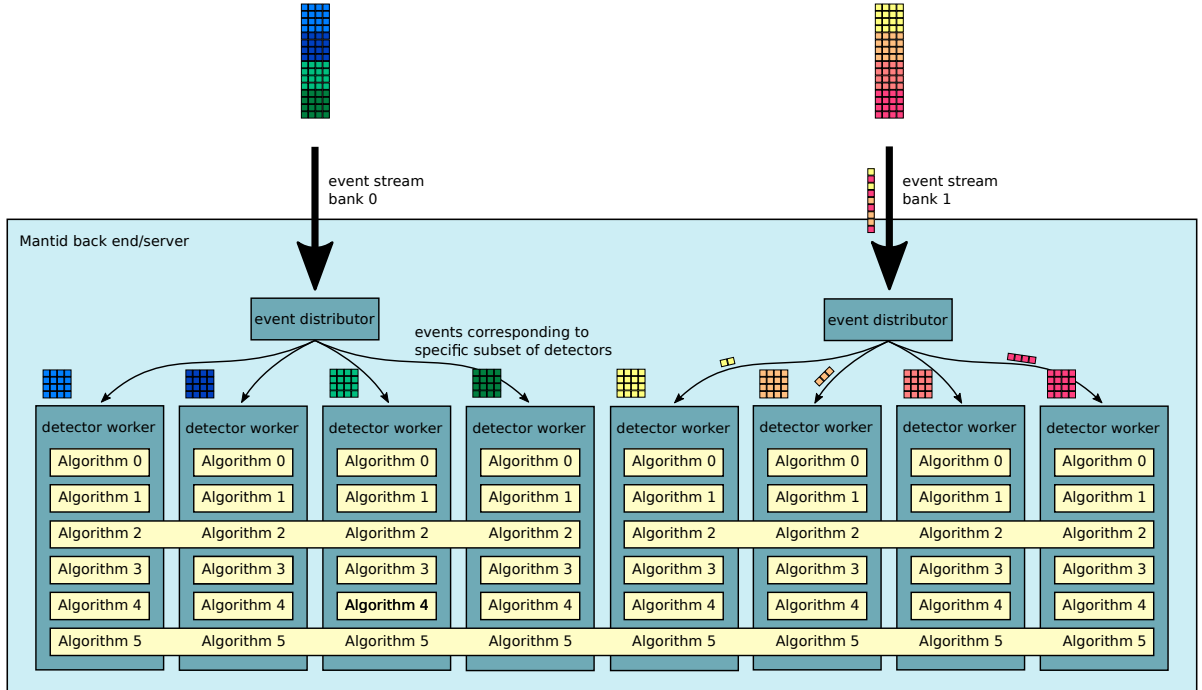 event stream
bank 0
event stream
bank 1
Mantid back end/server
event distributor
event distributor
events corresponding to
specific subset of detectors
detector worker detector worker detector worker detector worker detector worker detector worker detector worker detector worker
Algorithm 0 Algorithm 0 Algorithm 0 Algorithm 0 Algorithm 0 Algorithm 0 Algorithm 0 Algorithm 0
Algorithm 1 Algorithm 1 Algorithm 1 Algorithm 1 Algorithm 1 Algorithm 1 Algorithm 1 Algorithm 1
Algorithm 2 Algorithm 2 Algorithm 2 Algorithm 2 Algorithm 2 Algorithm 2 Algorithm 2 Algorithm 2
Algorithm 3 Algorithm 3 Algorithm 3 Algorithm 3 Algorithm 3 Algorithm 3 Algorithm 3 Algorithm 3
Algorithm 4 Algorithm 4 Algorithm 4 Algorithm 4 Algorithm 4 Algorithm 4 Algorithm 4 Algorithm 4
Algorithm 5 Algorithm 5 Algorithm 5 Algorithm 5 Algorithm 5 Algorithm 5 Algorithm 5 Algorithm 5